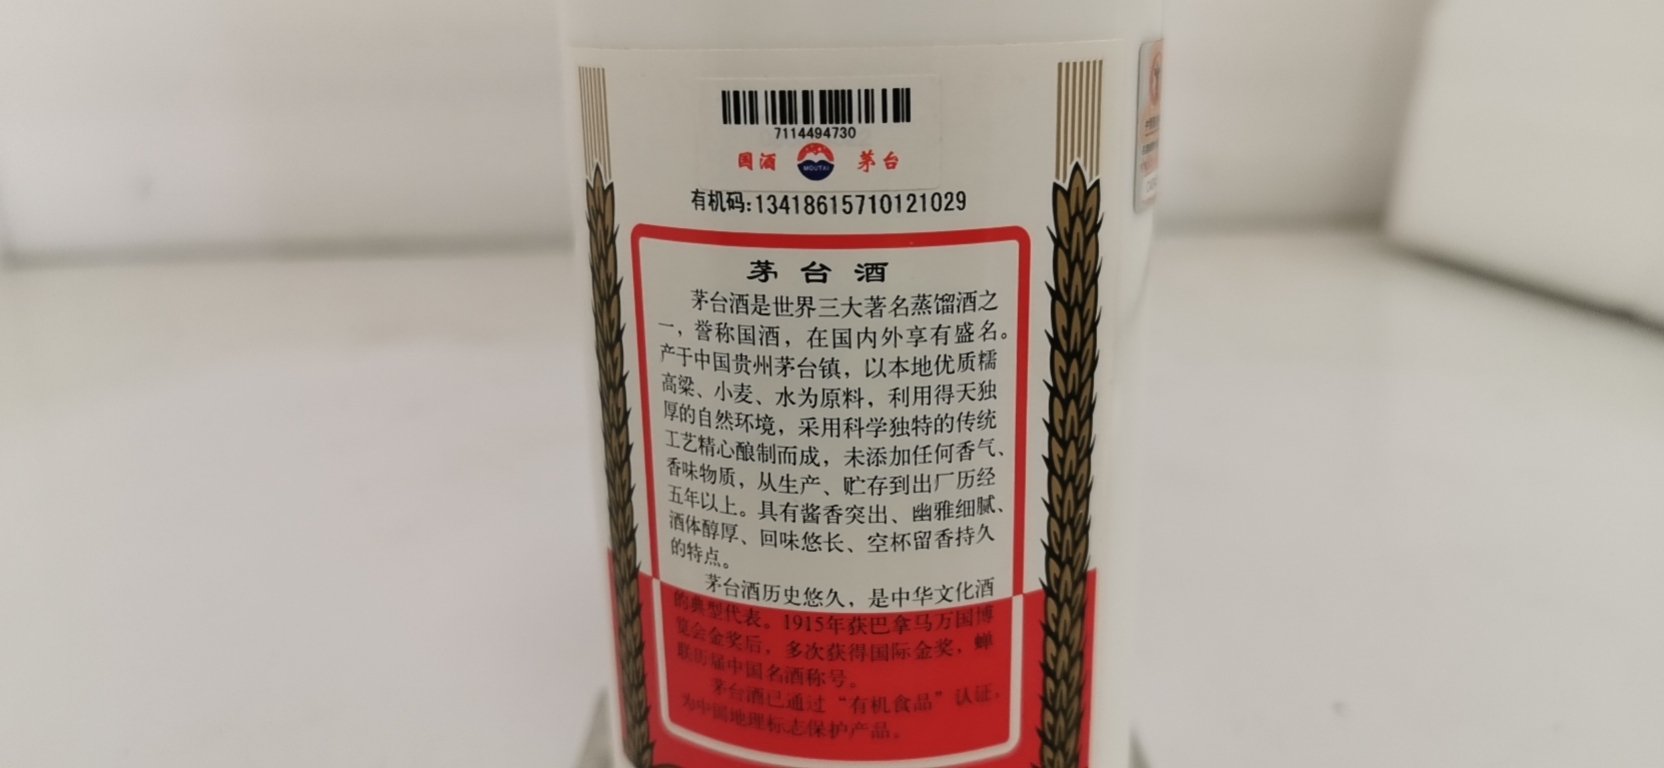 7114494730
国酒 MOUTAI 茅台
有机码:13418615710121029
茅台酒
茅台酒是世界三大著名蒸馏酒之
一，誉称国酒，在国内外享有盛名。
产于中国贵州茅台镇，以本地优质糯
高粱、小麦、水为原料，利用得天独
厚的自然环境，采用科学独特的传统
工艺精心酿制而成，未添加任何香气、
香味物质，从生产、贮存到出厂历经
五年以上。具有酱香突出、幽雅细腻、
酒体醇厚、回味悠长、空杯留香持久
的特点。
茅台酒历史悠久，是中华文化酒
的典型代表。1915年获巴拿马万国博
览会金奖后，多次获得国际金奖，蝉
联历届中国名酒称号。
茅台酒已通过“有机食品”认证，
为中国地理标志保护产品。